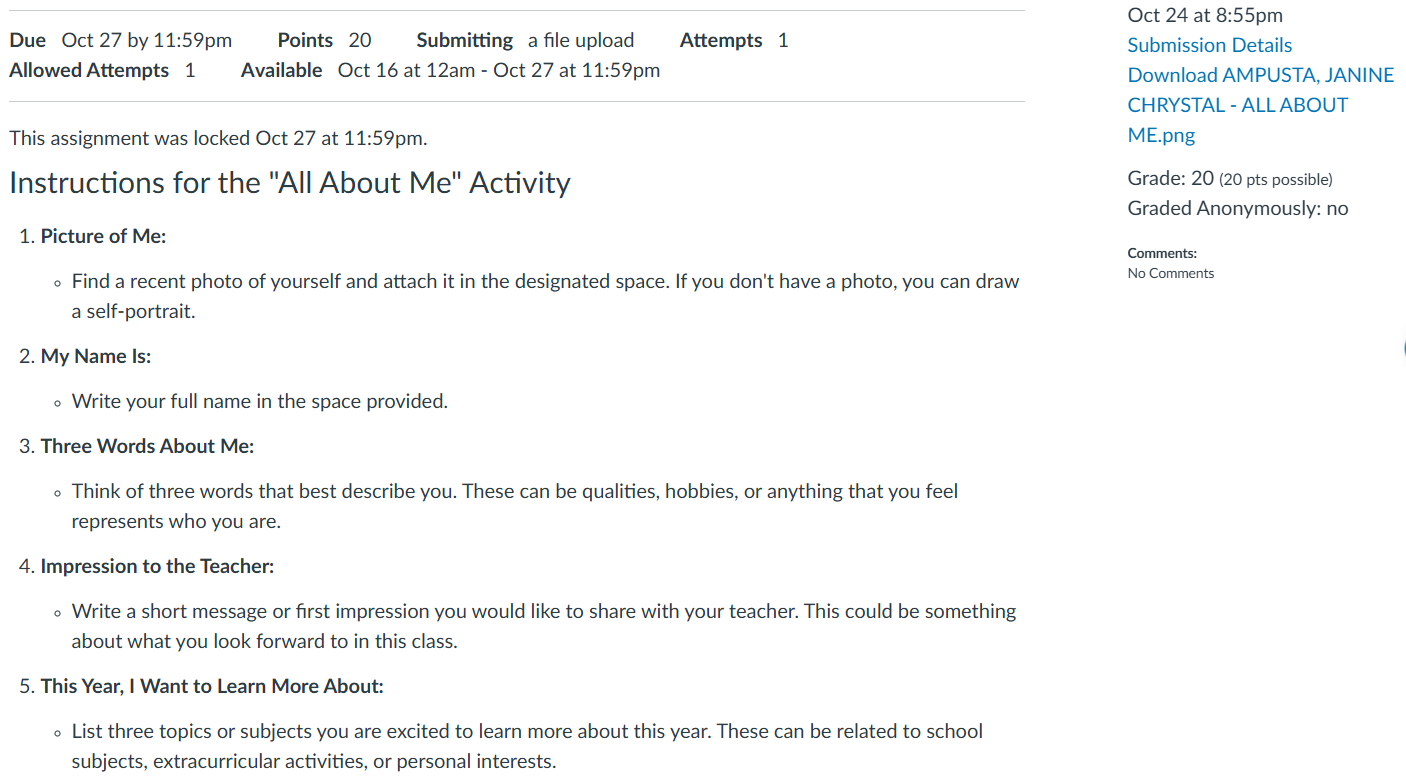 Due Oct 27 by 11:59pm Points 20 Submitting a file upload Attempts 1
Allowed Attempts 1 Available Oct 16 at 12am - Oct 27 at 11:59pm
This assignment was locked Oct 27 at 11:59pm.
Instructions for the "All About Me" Activity
1. Picture of Me:
◦ Find a recent photo of yourself and attach it in the designated space. If you don't have a photo, you can draw
a self-portrait.
2. My Name Is:
◦ Write your full name in the space provided.
3. Three Words About Me:
◦ Think of three words that best describe you. These can be qualities, hobbies, or anything that you feel
represents who you are.
4. Impression to the Teacher:
◦ Write a short message or first impression you would like to share with your teacher. This could be something
about what you look forward to in this class.
5. This Year, I Want to Learn More About:
◦ List three topics or subjects you are excited to learn more about this year. These can be related to school
subjects, extracurricular activities, or personal interests.
Oct 24 at 8:55pm
Submission Details
Download AMPUSTA, JANINE
CHRYSTAL - ALL ABOUT
ME.png
Grade: 20 (20 pts possible)
Graded Anonymously: no
Comments:
No Comments